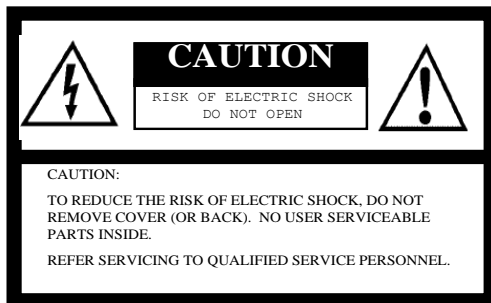 CAUTION
RISK OF ELECTRIC SHOCK
DO NOT OPEN
CAUTION:
TO REDUCE THE RISK OF ELECTRIC SHOCK, DO NOT
REMOVE COVER (OR BACK). NO USER SERVICEABLE
PARTS INSIDE.
REFER SERVICING TO QUALIFIED SERVICE PERSONNEL.